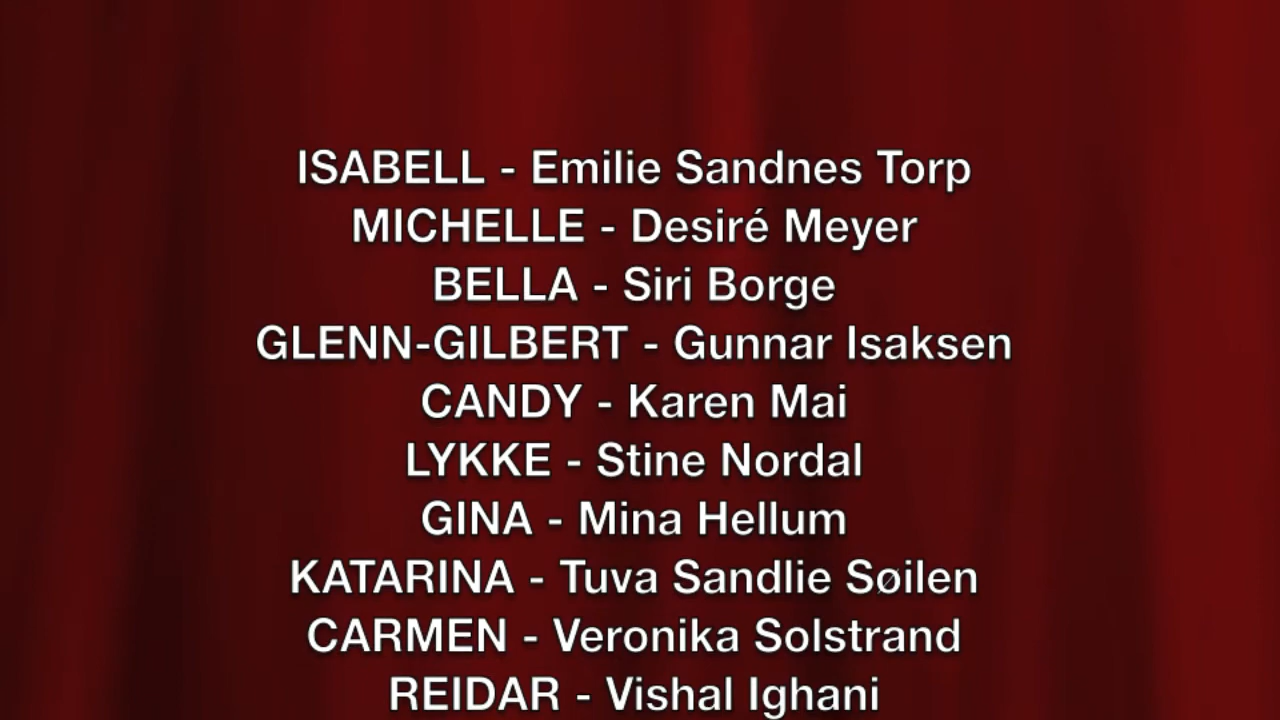 ISABELL - Emilie Sandnes Torp
MICHELLE - Desiré Meyer
BELLA - Siri Borge
GLENN-GILBERT - Gunnar Isaksen
CANDY - Karen Mai
LYKKE - Stine Nordal
GINA - Mina Hellum
KATARINA - Tuva Sandlie Søilen
CARMEN - Veronika Solstrand
REIDAR - Vishal Ighani